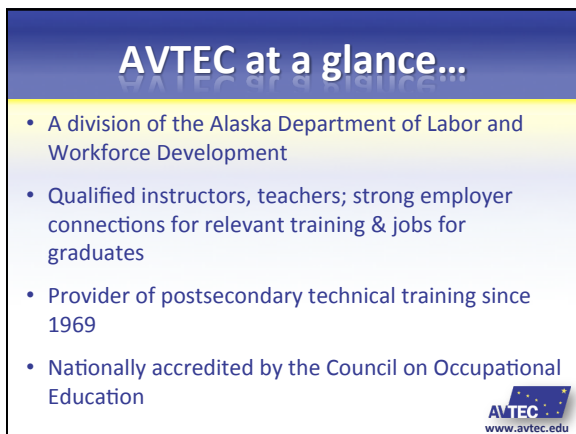 AVTEC at a glance…
• A division of the Alaska Department of Labor and
Workforce Development
• Qualified instructors, teachers; strong employer
connections for relevant training & jobs for
graduates
• Provider of postsecondary technical training since
1969
• Nationally accredited by the Council on Occupational
Education
AVTEC
www.avtec.edu